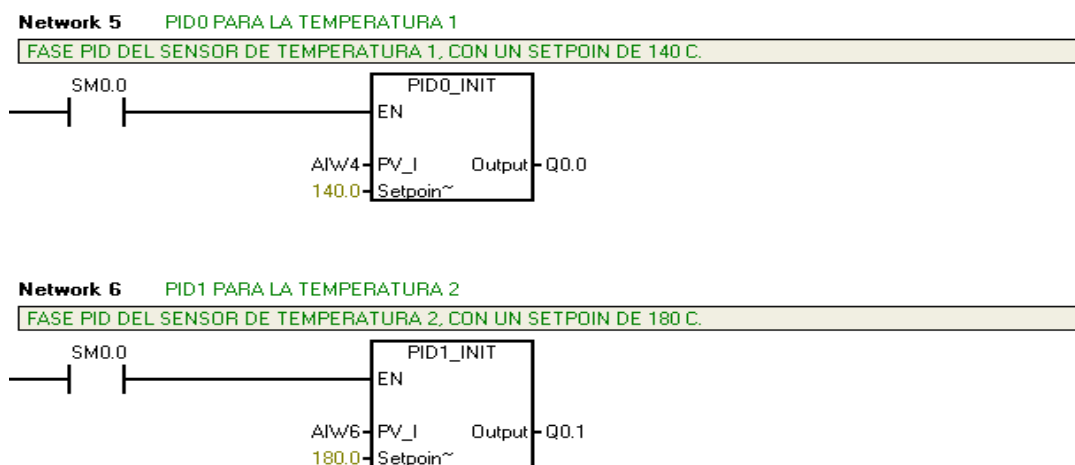 Network 5 PID0 PARA LA TEMPERATURA 1
FASE PID DEL SENSOR DE TEMPERATURA 1, CON UN SETPOIN DE 140 C.
SM0.0 PID0_INIT
EN
AIW4 PV_I Output Q0.0
140.0 Setpoin~
Network 6 PID1 PARA LA TEMPERATURA 2
FASE PID DEL SENSOR DE TEMPERATURA 2, CON UN SETPOIN DE 180 C.
SM0.0 PID1_INIT
EN
AIW6 PV_I Output Q0.1
180.0 Setpoin~